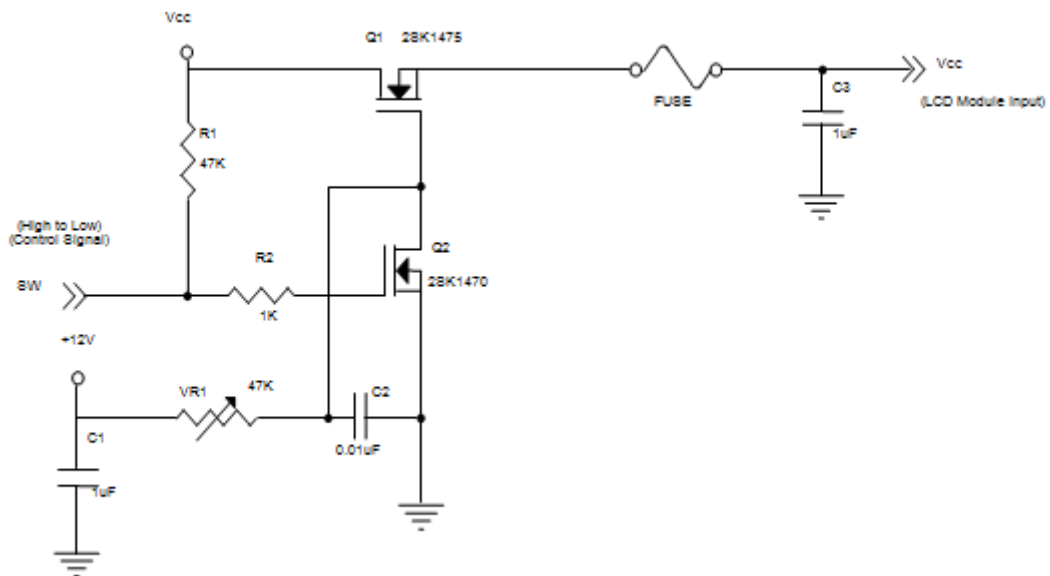 Vcc
Q1 2SK1475
Vcc
FUSE
C3
(LCD Module Input)
R1
1uF
47K
(High to Low)
(Control Signal)
Q2
R2
SW
2SK1470
1K
+12V
VR1
47K
C2
C1
0.01uF
1uF